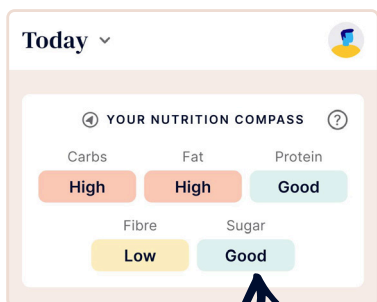 Today
YOUR NUTRITION COMPASS ?
Carbs Fat Protein
High High Good
Fibre Sugar
Low Good